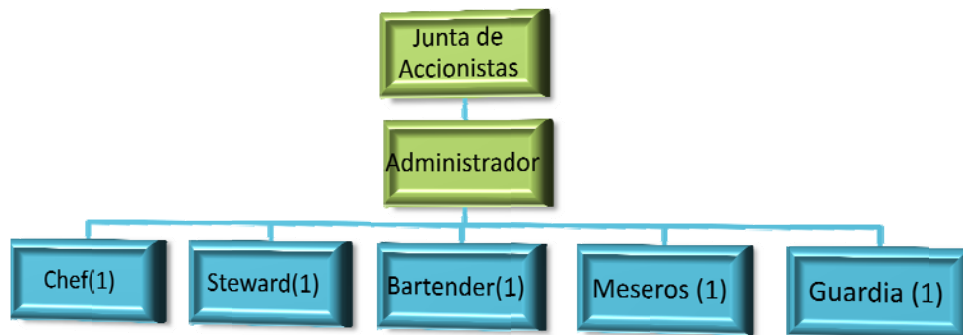 Junta de
Accionistas
Administrador
Chef(1)
Steward(1)
Bartender(1)
Meseros (1)
Guardia (1)